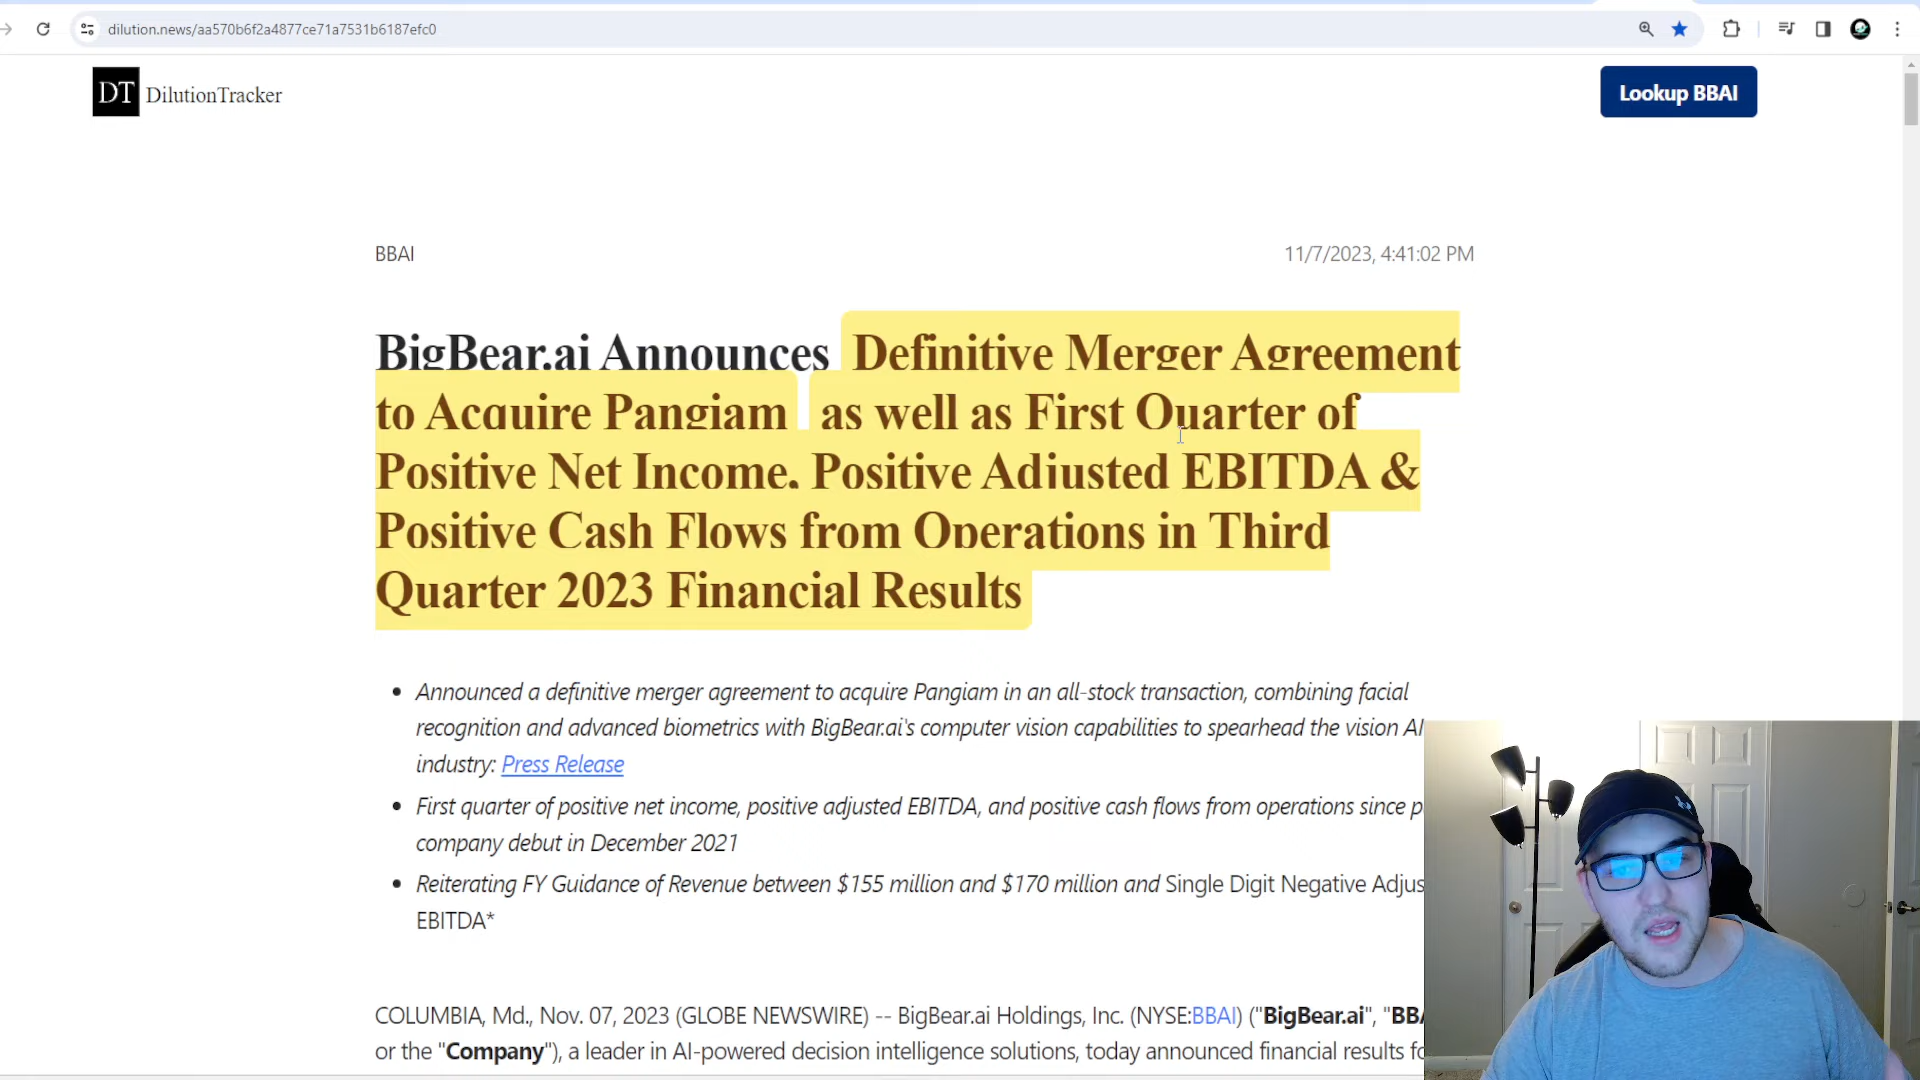 dilution.news/aa570b6f2a4877ce71a7531b6187efc0
DT DilutionTracker
Lookup BBAI
BBAI
11/7/2023, 4:41:02 PM
BigBear.ai Announces Definitive Merger Agreement
to Acquire Pangiam as well as First Quarter of
Positive Net Income, Positive Adjusted EBITDA &
Positive Cash Flows from Operations in Third
Quarter 2023 Financial Results
• Announced a definitive merger agreement to acquire Pangiam in an all-stock transaction, combining facial
recognition and advanced biometrics with BigBear.ai's computer vision capabilities to spearhead the vision AI
industry: Press Release
• First quarter of positive net income, positive adjusted EBITDA, and positive cash flows from operations since p
company debut in December 2021
• Reiterating FY Guidance of Revenue between $155 million and $170 million and Single Digit Negative Adjus
EBITDA*
COLUMBIA, Md., Nov. 07, 2023 (GLOBE NEWSWIRE) -- BigBear.ai Holdings, Inc. (NYSE:BBAI) ("BigBear.ai", "BBA
or the "Company"), a leader in AI-powered decision intelligence solutions, today announced financial results fo